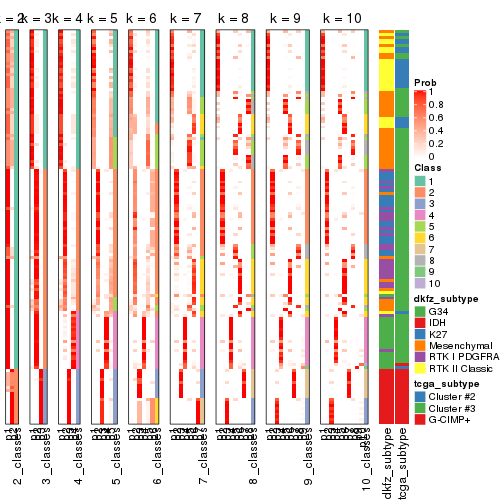 k = 2 k = 3 k = 4 k = 5 k = 6 k = 7 k = 8 k = 9 k = 10
Prob
1
0.8
0.6
0.4
0.2
0
Class
1
2
3
4
5
6
7
8
9
10
dkfz_subtype
G34
IDH
K27
Mesenchymal
RTK I PDGFRA
RTK II Classic
tcga_subtype
Cluster #2
Cluster #3
G-CIMP+
2_classes
3_classes
4_classes
5_classes
6_classes
7_classes
8_classes
9_classes
10_classes
dkfz_subtype
tcga_subtype